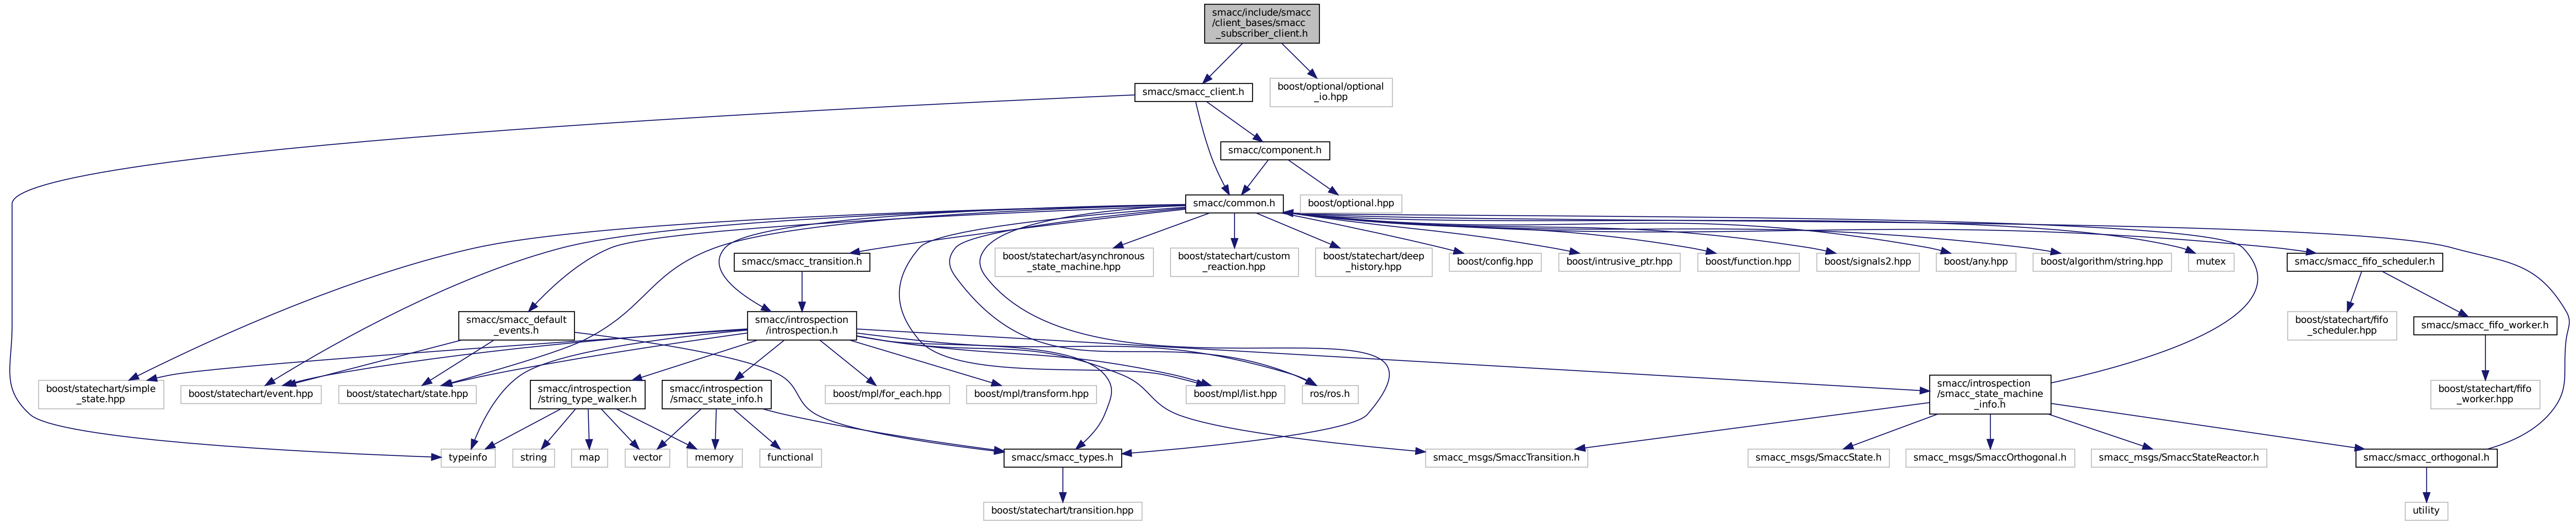 smacc/include/smacc
/client_bases/smacc
_subscriber_client.h
smacc/smacc_client.h
boost/optional/optional
_io.hpp
smacc/component.h
smacc/common.h
boost/optional.hpp
smacc/smacc_transition.h
boost/statechart/asynchronous
_state_machine.hpp
boost/statechart/custom
_reaction.hpp
boost/statechart/deep
_history.hpp
boost/config.hpp
boost/intrusive_ptr.hpp
boost/function.hpp
boost/signals2.hpp
boost/any.hpp
boost/algorithm/string.hpp
mutex
smacc/smacc_fifo_scheduler.h
smacc/smacc_default
_events.h
smacc/introspection
/introspection.h
boost/statechart/fifo
_scheduler.hpp
smacc/smacc_fifo_worker.h
boost/statechart/simple
_state.hpp
boost/statechart/event.hpp
boost/statechart/state.hpp
smacc/introspection
/string_type_walker.h
smacc/introspection
/smacc_state_info.h
boost/mpl/for_each.hpp
boost/mpl/transform.hpp
boost/mpl/list.hpp
ros/ros.h
smacc/introspection
/smacc_state_machine
_info.h
boost/statechart/fifo
_worker.hpp
typeinfo
string
map
vector
memory
functional
smacc/smacc_types.h
smacc_msgs/SmaccTransition.h
smacc_msgs/SmaccState.h
smacc_msgs/SmaccOrthogonal.h
smacc_msgs/SmaccStateReactor.h
smacc/smacc_orthogonal.h
boost/statechart/transition.hpp
utility